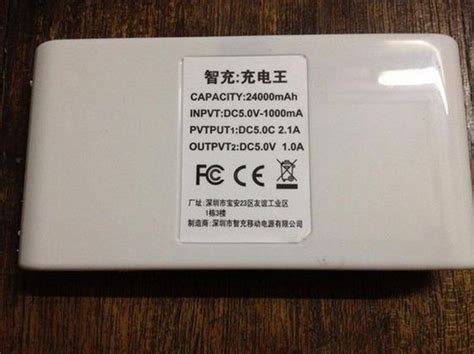 智充:充电王
CAPACITY:24000mAh
INPVT:DC5.0V-1000mA
PVTPUT1:DC5.0C 2.1A
OUTPVT2:DC5.0V 1.0A
FC CE
厂址:深圳市宝安23区友谊工业区
1栋3楼
制造商:深圳市智充移动电源有限公司